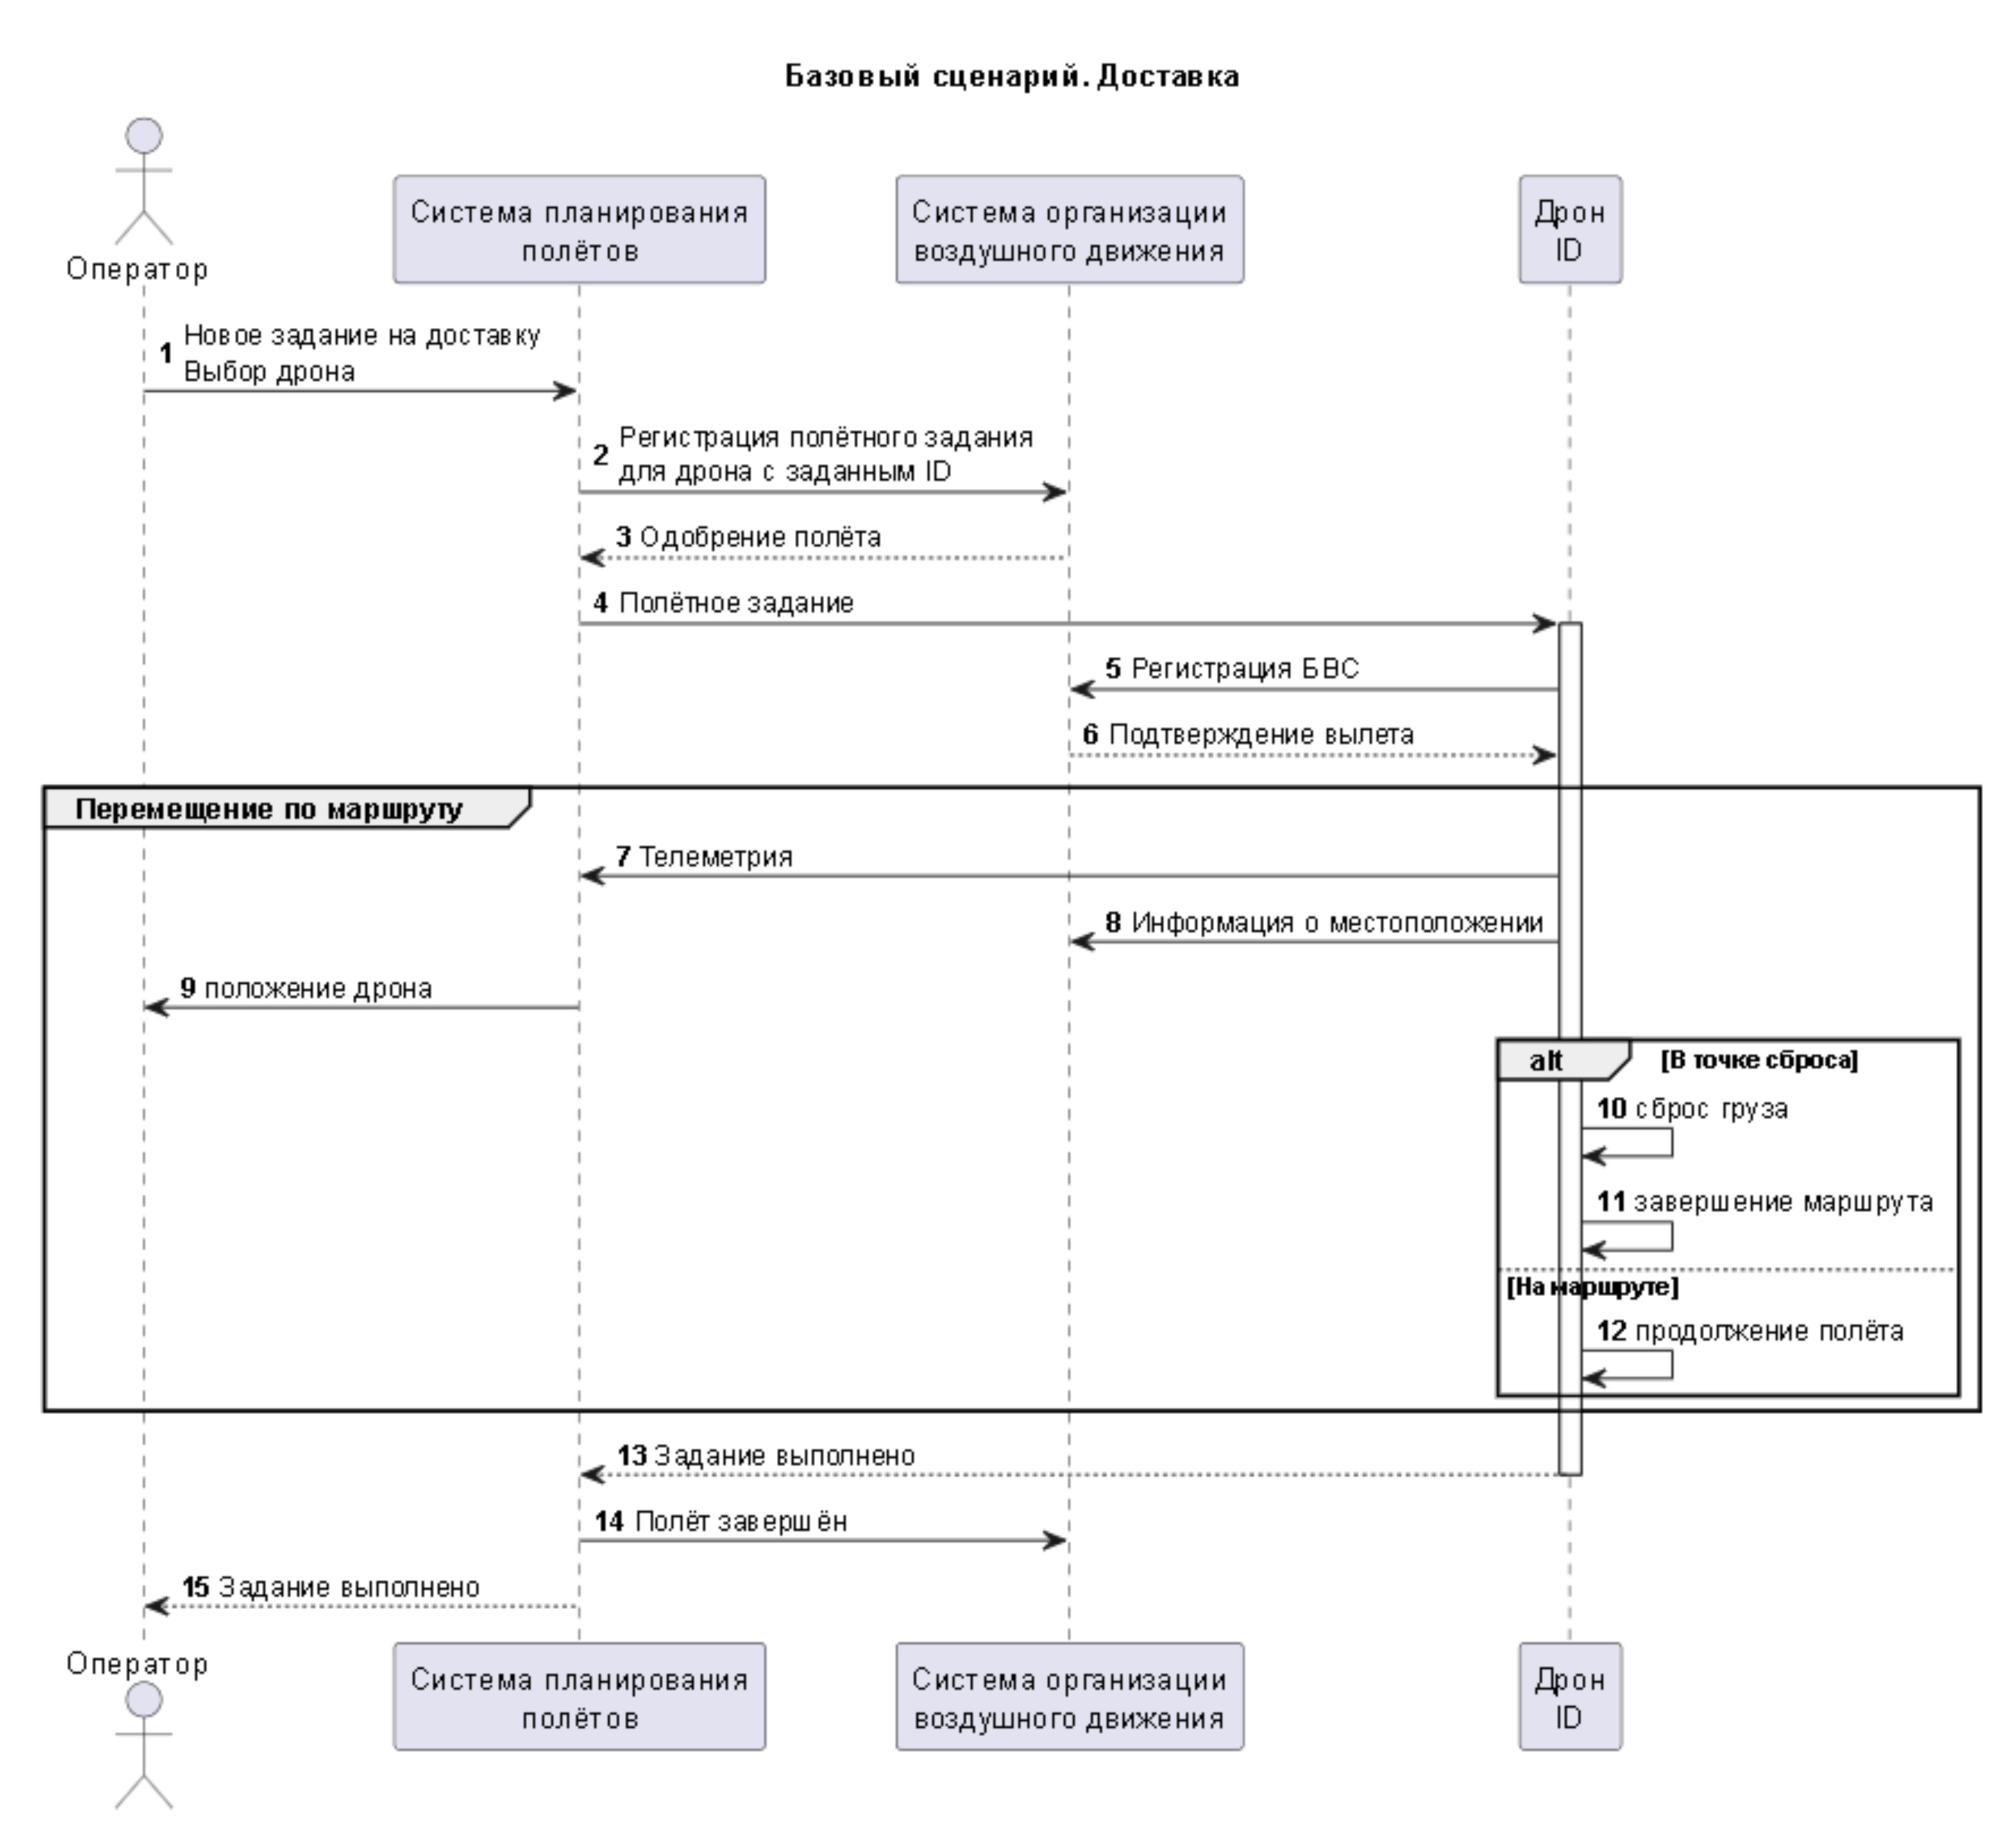 Базовый сценарий. Доставка
Оператор
Система планирования
полётов
Система организации
воздушного движения
Дрон
ID
1 Новое задание на доставку
Выбор дрона
2 Регистрация полётного задания
для дрона с заданным ID
3 Одобрение полёта
4 Полётное задание
5 Регистрация БВС
6 Подтверждение вылета
Перемещение по маршруту
7 Телеметрия
8 Информация о местоположении
9 положение дрона
alt [В точке сброса]
10 сброс груза
11 завершение маршрута
[На маршруте]
12 продолжение полёта
13 Задание выполнено
14 Полёт завершён
15 Задание выполнено
Оператор
Система планирования
полётов
Система организации
воздушного движения
Дрон
ID